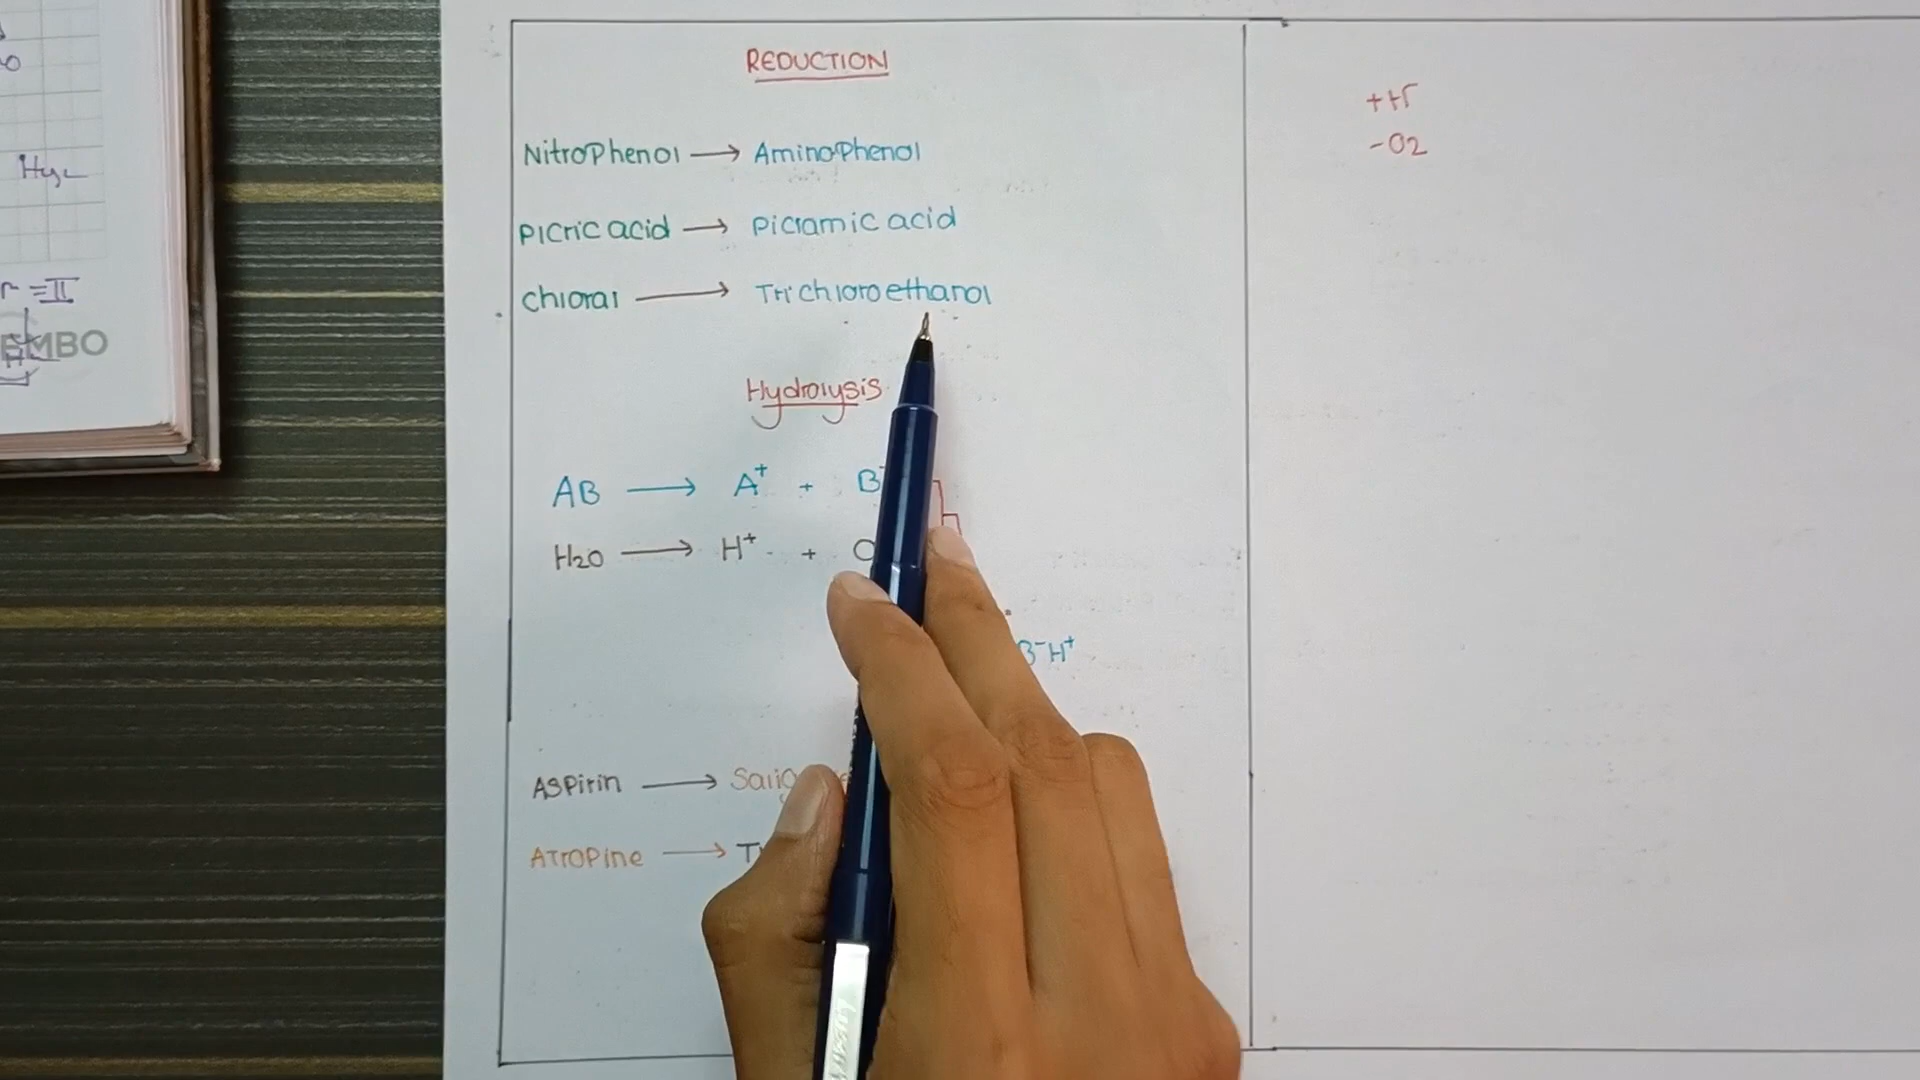 REDUCTION
Nitrophenol → Aminophenol
Picric acid → Picramic acid
Chloral → Trichloroethanol
Hydrolysis
AB → A⁺ + B⁻
H₂O → H⁺ +
B⁻H⁺
Aspirin →
Atropine →
-O₂